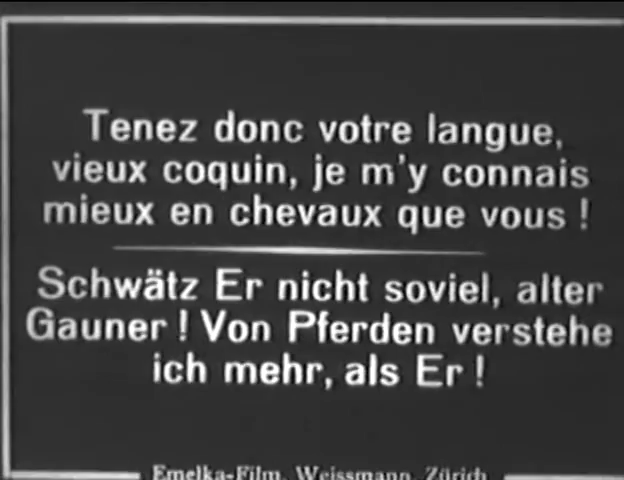 Tenez donc votre langue,
vieux coquin, je m'y connais
mieux en chevaux que vous !
Schwätz Er nicht soviel, alter
Gauner ! Von Pferden verstehe
ich mehr, als Er !
Emelka-Film, Weissmann, Zürich